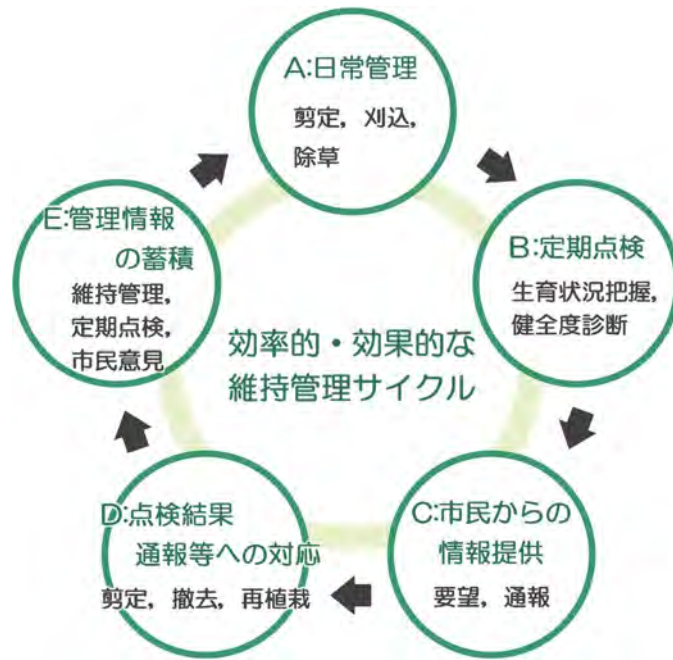 A:日常管理
剪定，刈込，
除草
B:定期点検
生育状況把握，
健全度診断
C:市民からの
情報提供
要望，通報
D:点検結果
通報等への対応
剪定，撤去，再植栽
E:管理情報
の蓄積
維持管理，
定期点検，
市民意見
効率的・効果的な
維持管理サイクル